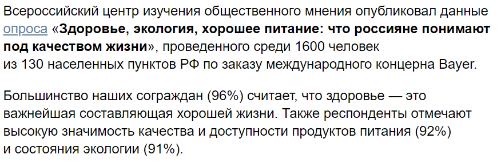 Всероссийский центр изучения общественного мнения опубликовал данные
опроса «Здоровье, экология, хорошее питание: что россияне понимают
под качеством жизни», проведенного среди 1600 человек
из 130 населенных пунктов РФ по заказу международного концерна Bayer.
Большинство наших сограждан (96%) считает, что здоровье — это
важнейшая составляющая хорошей жизни. Также респонденты отмечают
высокую значимость качества и доступности продуктов питания (92%)
и состояния экологии (91%).